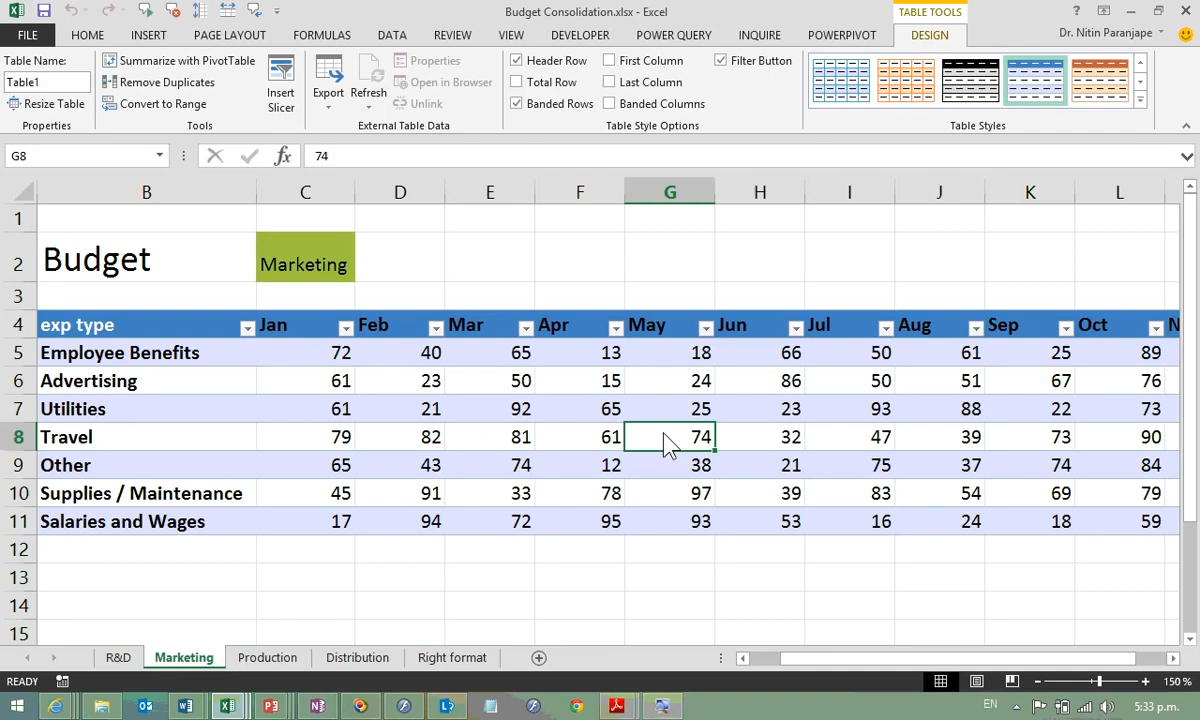 Budget Consolidation.xlsx - Excel
TABLE TOOLS
?
FILE HOME INSERT PAGE LAYOUT FORMULAS DATA REVIEW VIEW DEVELOPER POWER QUERY INQUIRE POWERPIVOT DESIGN Dr. Nitin Paranjape
Table Name:
Table1
Resize Table
Properties
Summarize with PivotTable
Remove Duplicates
Convert to Range
Tools
Insert
Slicer
Export
Refresh
Properties
Open in Browser
Unlink
External Table Data
Header Row First Column Filter Button
Total Row Last Column
Banded Rows Banded Columns
Table Style Options
Table Styles
G8 fx 74
B C D E F G H I J K L
1
2 Budget Marketing
3
4 exp type Jan Feb Mar Apr May Jun Jul Aug Sep Oct N
5 Employee Benefits 72 40 65 13 18 66 50 61 25 89
6 Advertising 61 23 50 15 24 86 50 51 67 76
7 Utilities 61 21 92 65 25 23 93 88 22 73
8 Travel 79 82 81 61 74 32 47 39 73 90
9 Other 65 43 74 12 38 21 75 37 74 84
10 Supplies / Maintenance 45 91 33 78 97 39 83 54 69 79
11 Salaries and Wages 17 94 72 95 93 53 16 24 18 59
12
13
14
15
R&D Marketing Production Distribution Right format
READY 150 %
EN 5:33 p.m.